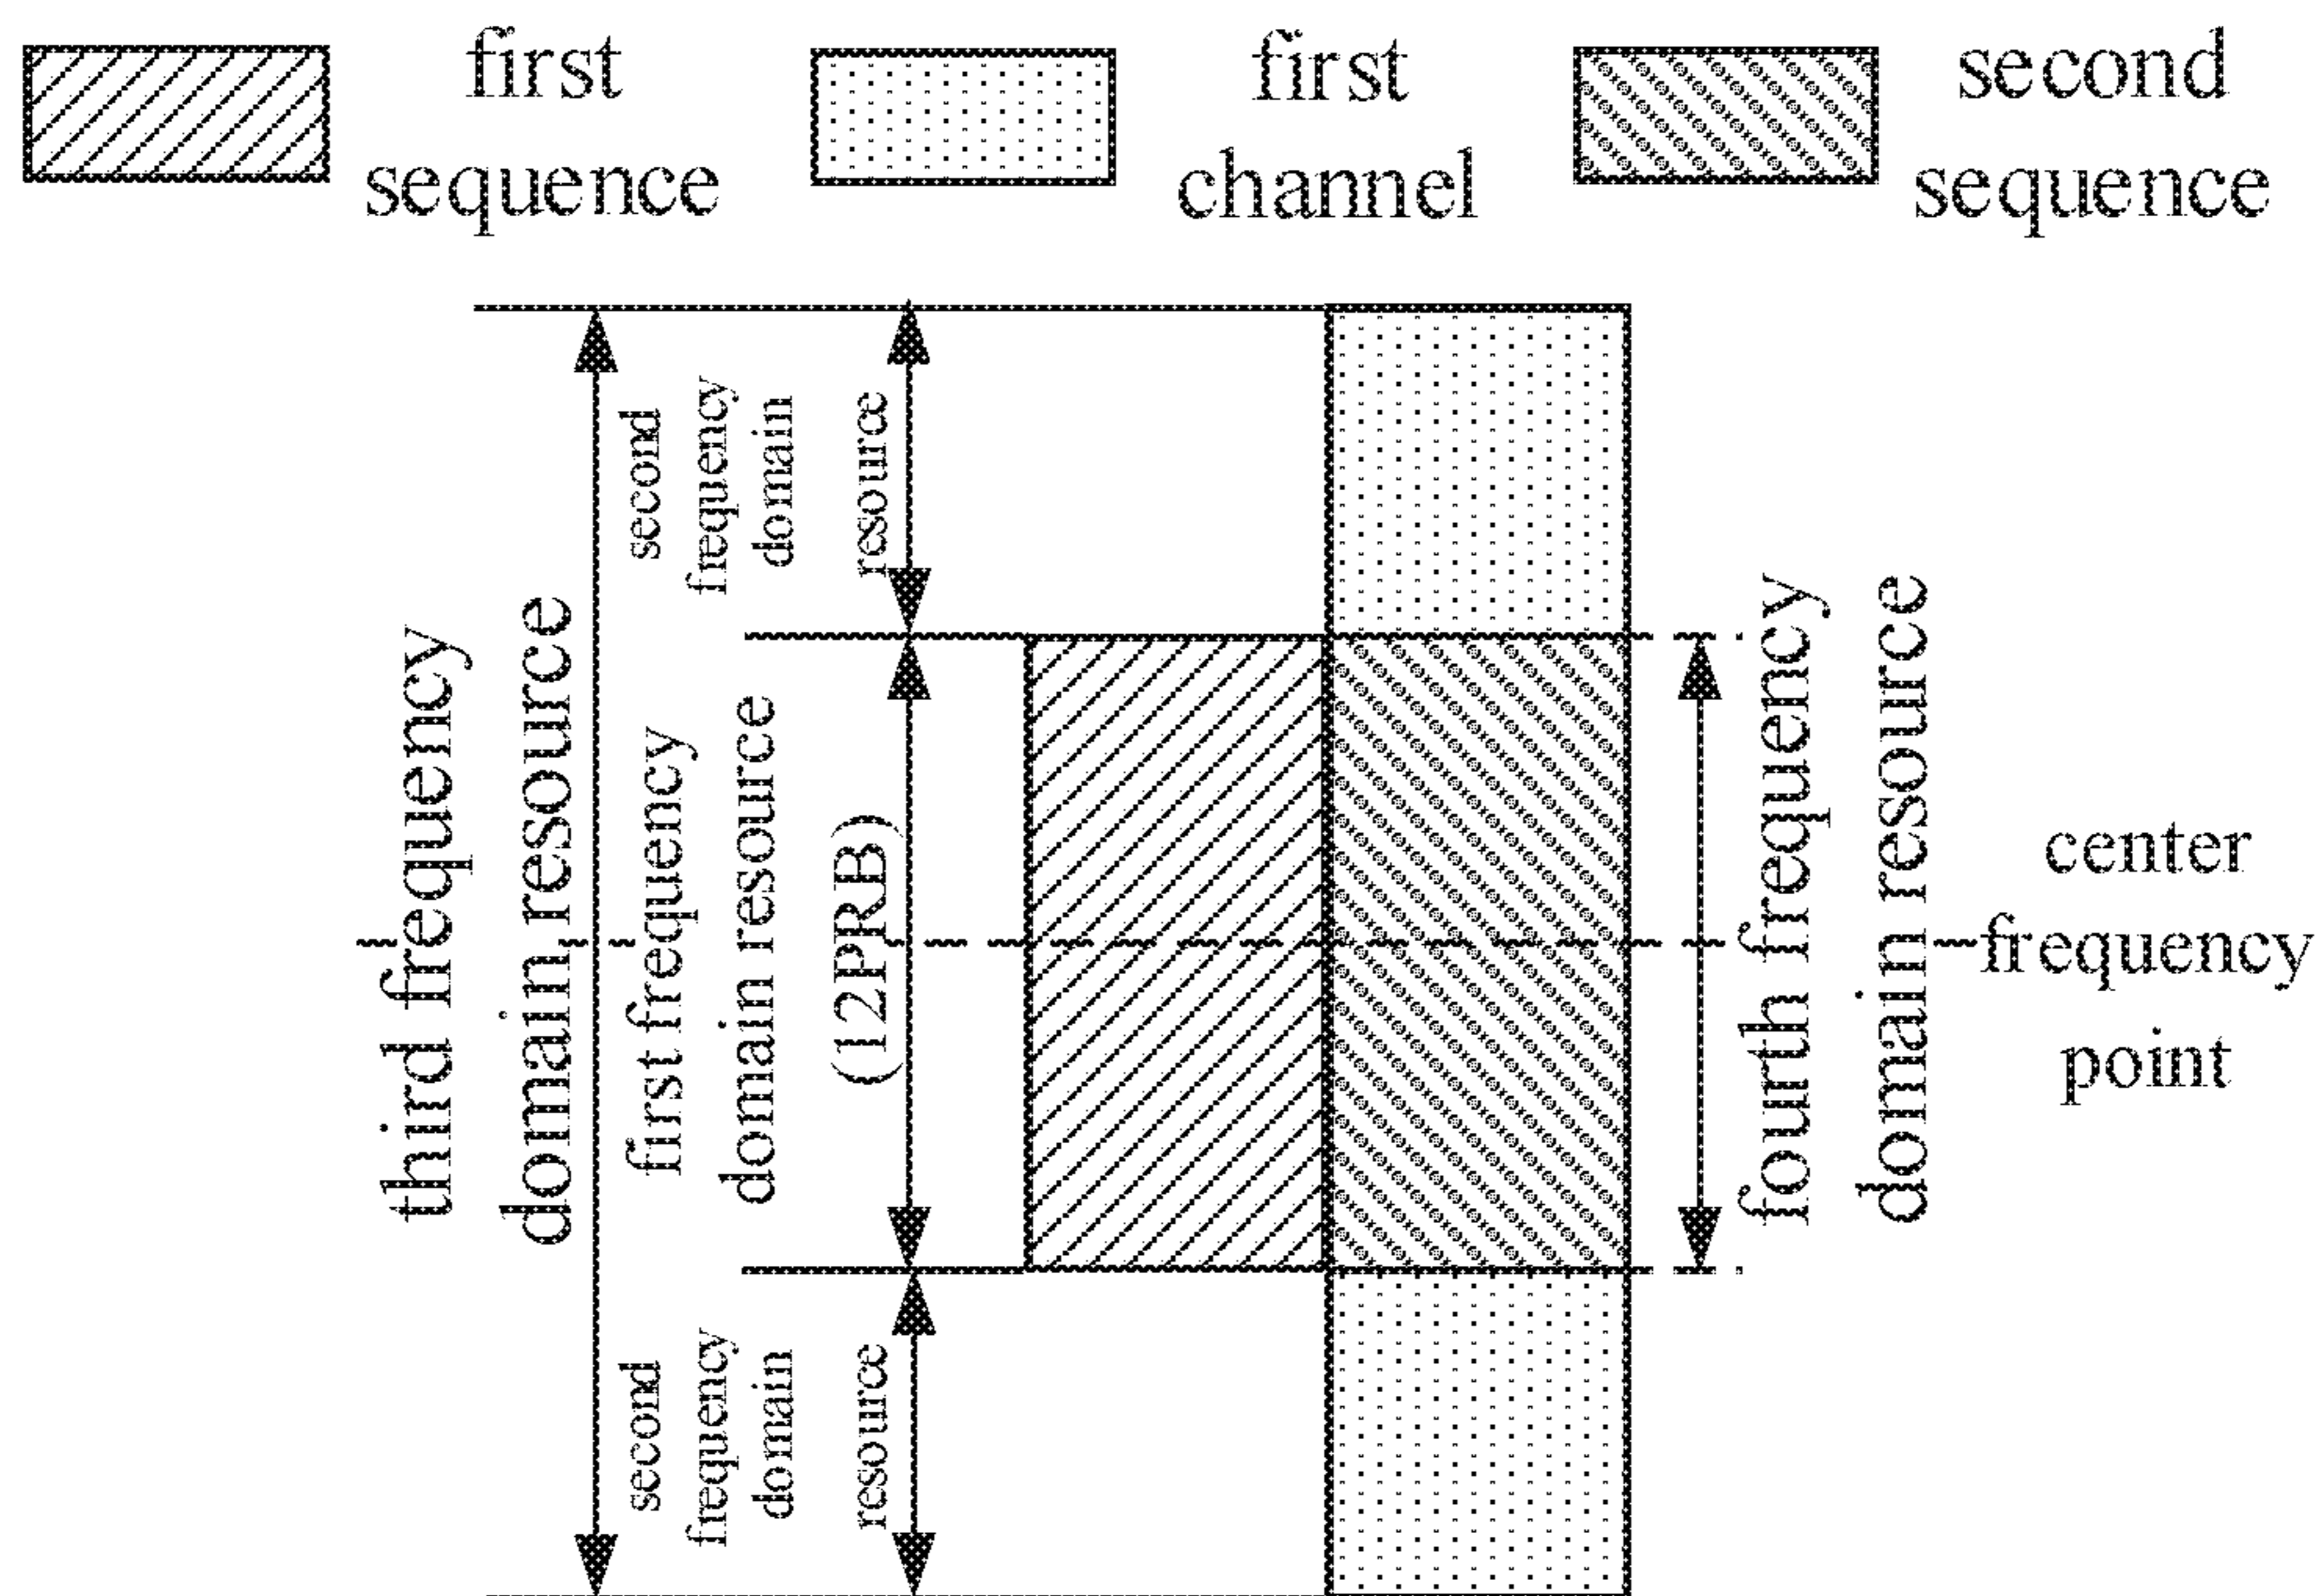 first
sequence
first
channel
second
sequence
third frequency
domain resource
second
frequency
domain
resource
first frequency
domain resource
(12PRB)
second
frequency
domain
resource
fourth frequency
domain resource
center
frequency
point